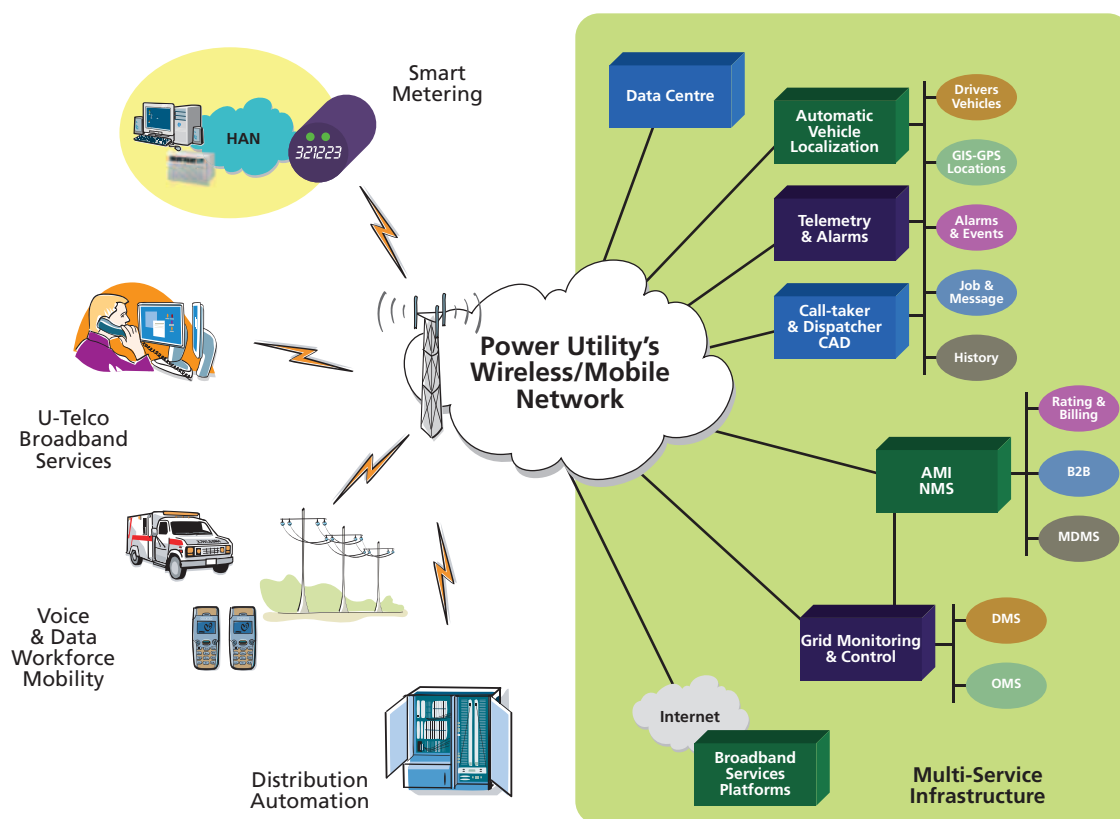 Smart
Metering
HAN
321223
U-Telco
Broadband
Services
Voice
& Data
Workforce
Mobility
Distribution
Automation
Power Utility’s
Wireless/Mobile
Network
Data Centre
Automatic
Vehicle
Localization
Telemetry
& Alarms
Call-taker
& Dispatcher
CAD
Drivers
Vehicles
GIS-GPS
Locations
Alarms
& Events
Job &
Message
History
AMI
NMS
Rating &
Billing
B2B
MDMS
Grid Monitoring
& Control
DMS
OMS
Internet
Broadband
Services
Platforms
Multi-Service
Infrastructure